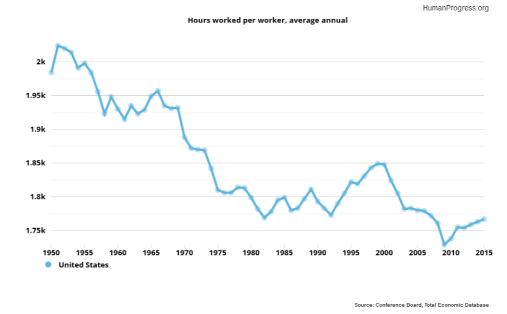 HumanProgress.org
Hours worked per worker, average annual
2k
1.95k
1.9k
1.85k
1.8k
1.75k
1950 1955 1960 1965 1970 1975 1980 1985 1990 1995 2000 2005 2010 2015
United States
Source: Conference Board, Total Economic Database